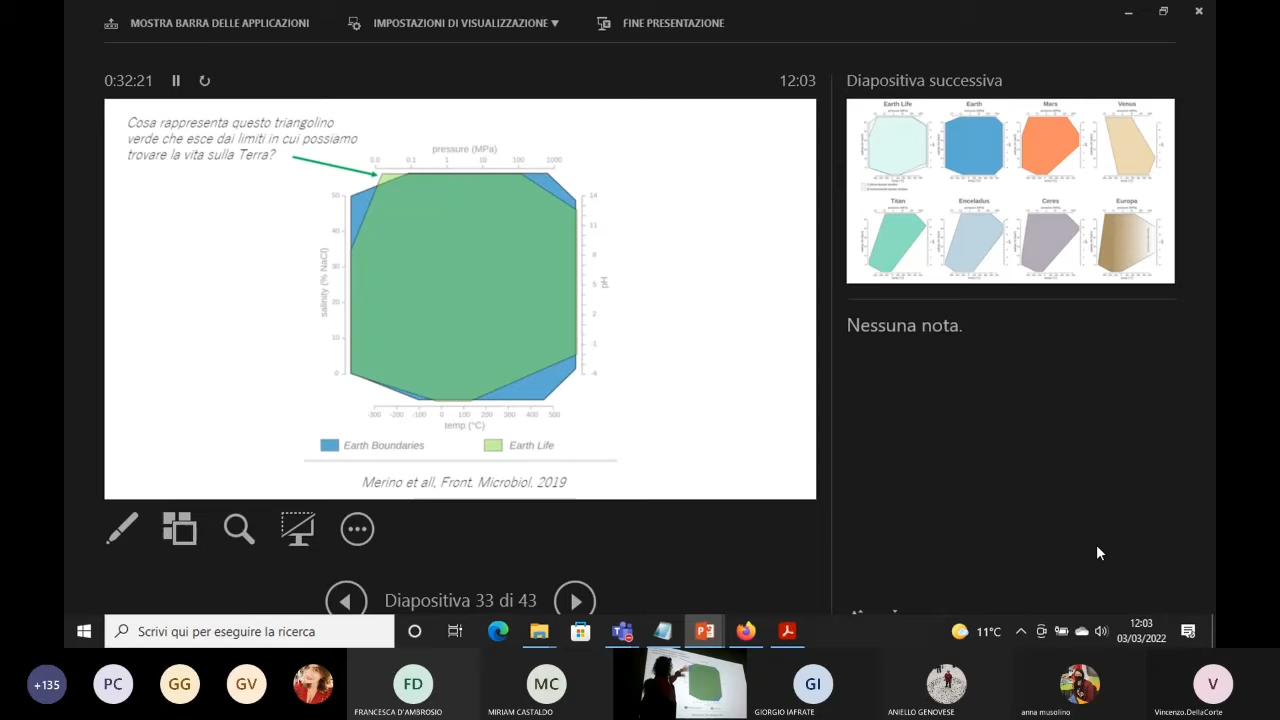 MOSTRA BARRA DELLE APPLICAZIONI
IMPOSTAZIONI DI VISUALIZZAZIONE ▼
FINE PRESENTAZIONE
0:32:21
12:03
Diapositiva successiva
Cosa rappresenta questo triangolino
verde che esce dai limiti in cui possiamo
trovare la vita sulla Terra?
pressure (MPa)
0.0 0.1 1 10 100 1000
50
40
30
20
10
0
salinity (% NaCl)
14
11
8
5
2
-1
-4
pH
-300 -200 -100 0 100 200 300 400 500
temp (°C)
Earth Boundaries
Earth Life
Merino et all, Front. Microbiol. 2019
Earth Life
Earth
Mars
Venus
Titan
Enceladus
Ceres
Europa
Nessuna nota.
Diapositiva 33 di 43
Scrivi qui per eseguire la ricerca
11°C
12:03
03/03/2022
+135
PC
GG
GV
FD
FRANCESCA D'AMBROSIO
MC
MIRIAM CASTALDO
GI
GIORGIO IAFRATE
ANIELLO GENOVESE
anna musolino
V
Vincenzo.DellaCorte